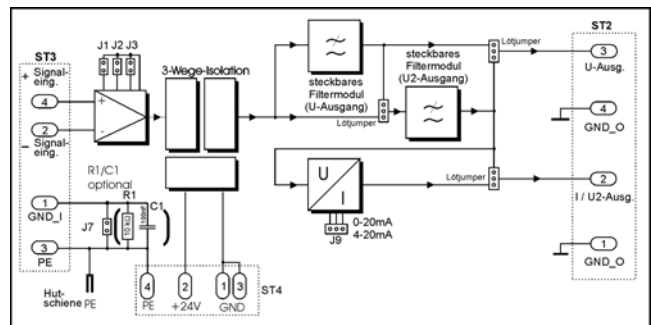 ST3
J1 J2 J3
+ Signal-
eing.
4
+
2
-
_ Signal-
eing.
3-Wege-Isolation
R1/C1
optional
1
GND_I
J7
R1
10 kΩ
C1
100nF
3
PE
Hut-
schiene PE
4
PE
2
+24V
1
3
GND
ST4
steckbares
Filtermodul
(U-Ausgang)
Lötjumper
steckbares
Filtermodul
(U2-Ausgang)
Lötjumper
U
I
0-20mA
4-20mA
J9
Lötjumper
ST2
3
U-Ausg.
4
GND_O
2
I / U2-Ausg.
1
GND_O